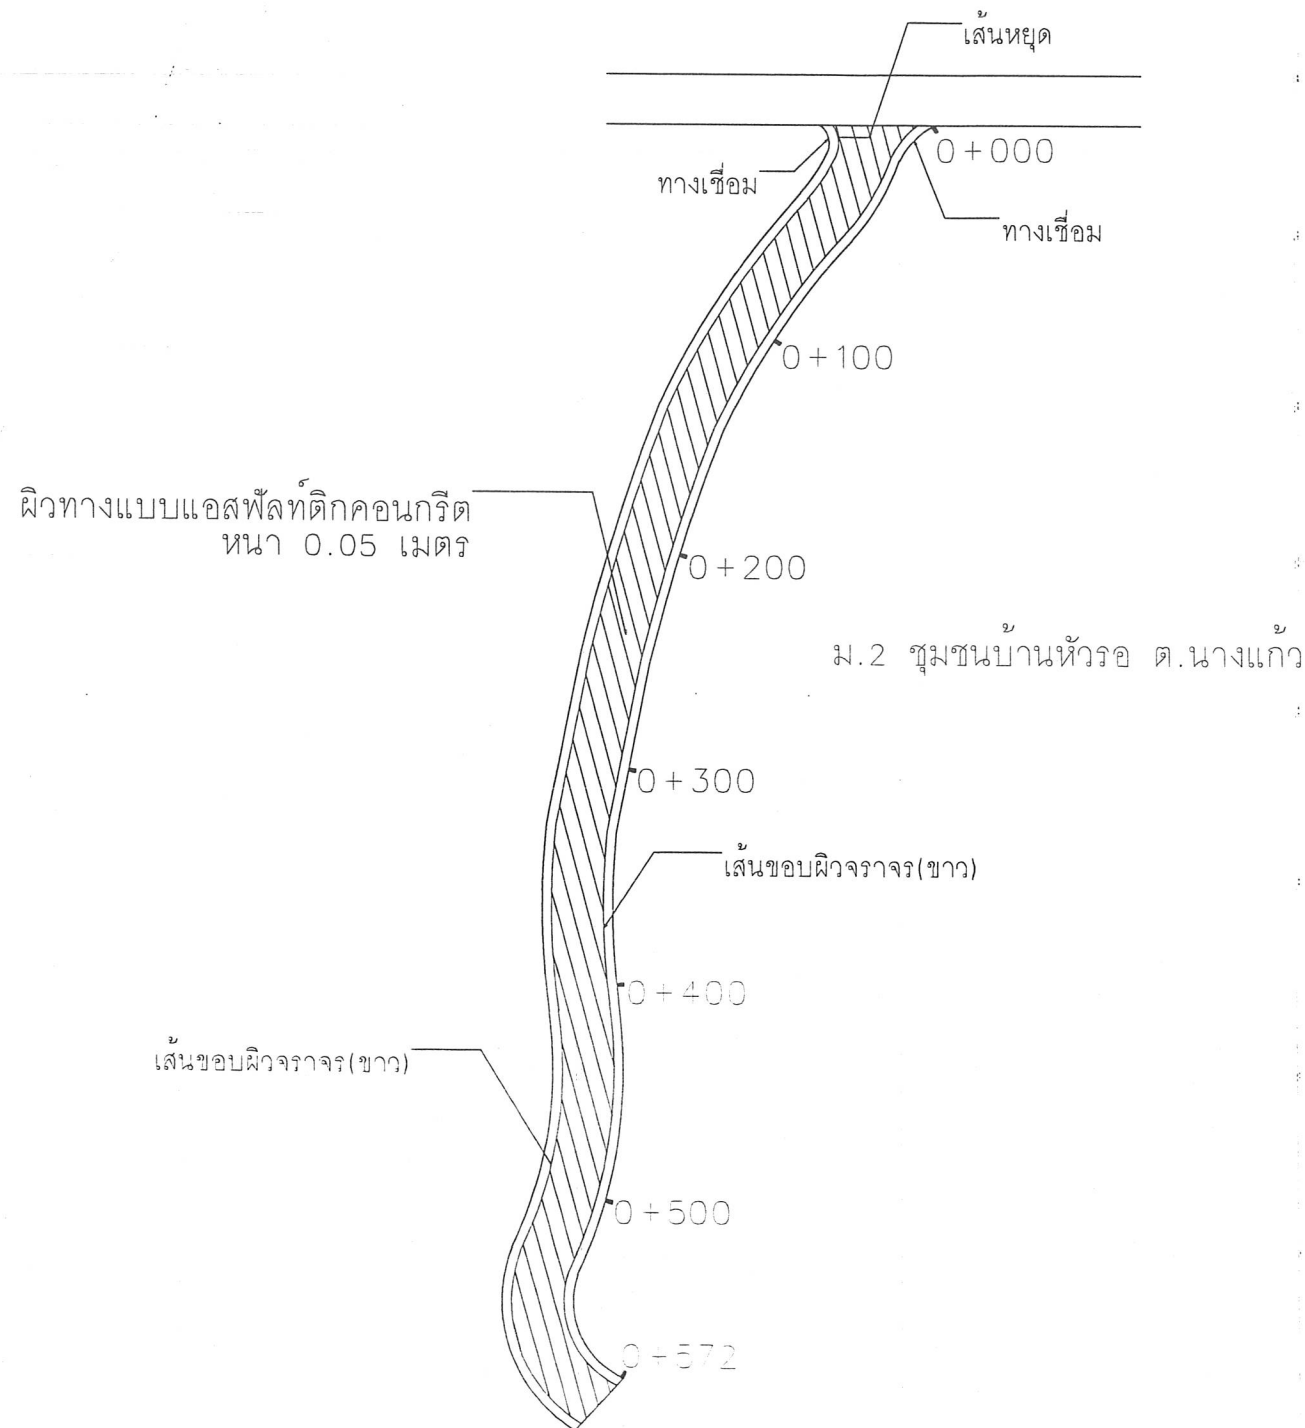 เส้นหยุด
0+000
ทางเชื่อม
ทางเชื่อม
0+100
ผิวทางแบบแอสฟัลท์ติกคอนกรีต
หนา 0.05 เมตร
0+200
ม.2 ชุมชนบ้านหัวรอ ต.นางแก้ว
0+300
เส้นขอบผิวจราจร(ขาว)
0+400
เส้นขอบผิวจราจร(ขาว)
0+500
0+572